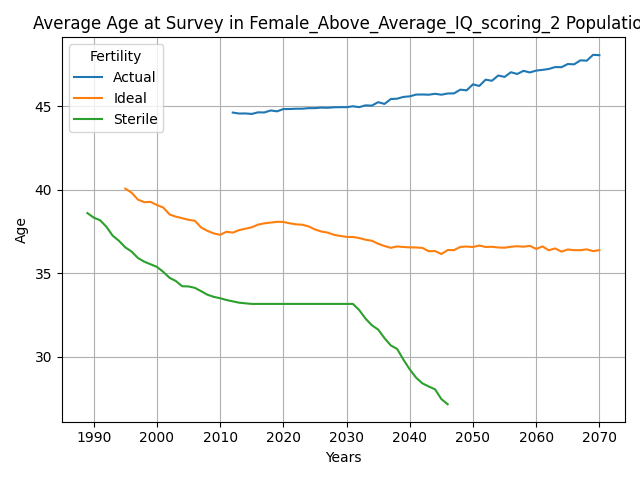 Average Age at Survey in Female_Above_Average_IQ_scoring_2 Populatio
Fertility
Actual
Ideal
Sterile
45
40
35
30
Age
1990 2000 2010 2020 2030 2040 2050 2060 2070
Years